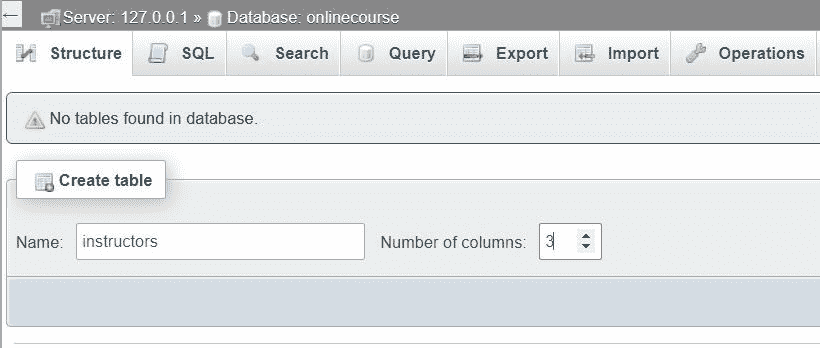 ← Server: 127.0.0.1 » Database: onlinecourse
Structure SQL Search Query Export Import Operations
No tables found in database.
Create table
Name: instructors Number of columns: 3